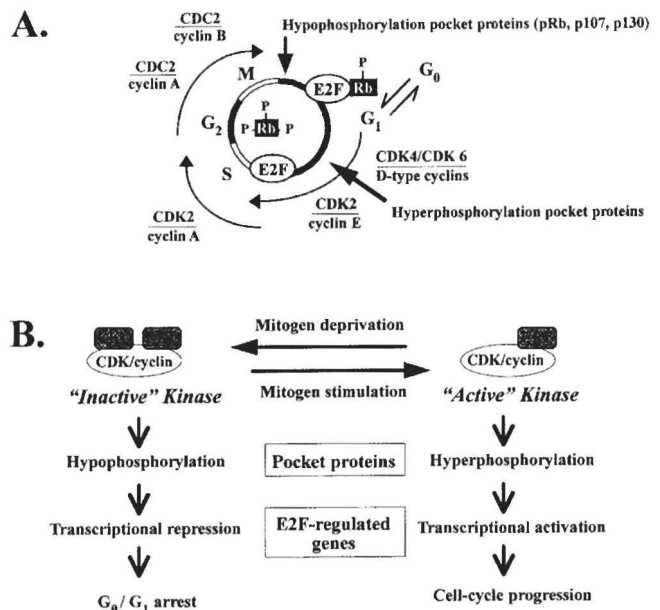 A.
CDC2
cyclin B
Hypophosphorylation pocket proteins (pRb, p107, p130)
CDC2
cyclin A
M
P
E2F
Rb
G0
G1
G2
P
P
Rb
P
S
E2F
CDK4/CDK 6
D-type cyclins
CDK2
cyclin A
CDK2
cyclin E
Hyperphosphorylation pocket proteins
B.
CDK/cyclin
"Inactive" Kinase
Mitogen deprivation
Mitogen stimulation
CDK/cyclin
"Active" Kinase
Hypophosphorylation
Pocket proteins
Hyperphosphorylation
Transcriptional repression
E2F-regulated
genes
Transcriptional activation
G0 / G1 arrest
Cell-cycle progression